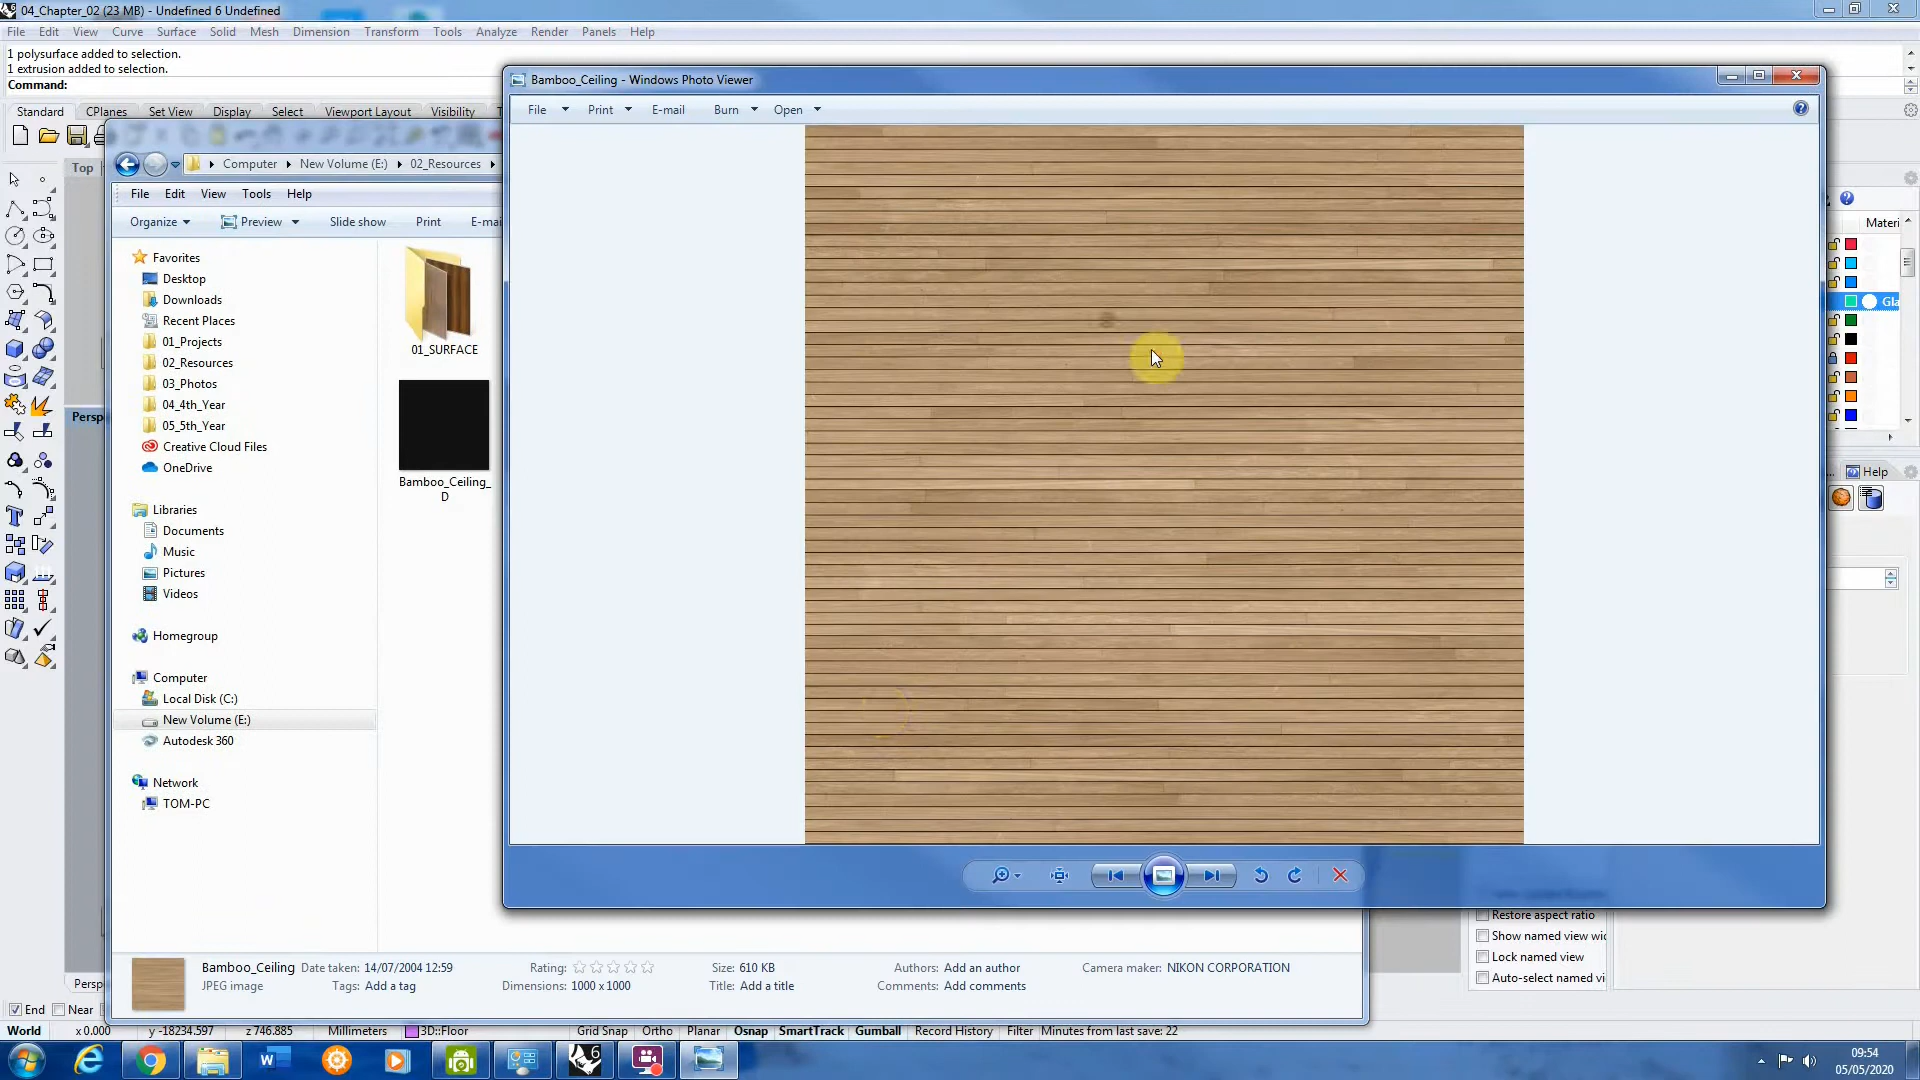 04_Chapter_02 (23 MB) - Undefined 6 Undefined
File Edit View Curve Surface Solid Mesh Dimension Transform Tools Analyze Render Panels Help
1 polysurface added to selection.
1 extrusion added to selection.
Command:
Standard CPlanes Set View Display Select Viewport Layout Visibility
Bamboo_Ceiling - Windows Photo Viewer
File Print E-mail Burn Open
Top
Computer New Volume (E:) 02_Resources
File Edit View Tools Help
Organize Preview Slide show Print
Materi
Favorites
Desktop
Downloads
Recent Places
01_Projects
02_Resources
03_Photos
04_4th_Year
05_5th_Year
Creative Cloud Files
OneDrive
Libraries
Documents
Music
Pictures
Videos
Homegroup
Computer
Local Disk (C:)
New Volume (E:)
Autodesk 360
Network
TOM-PC
01_SURFACE
Bamboo_Ceiling_
D
Persp
Gla
Help
Restore aspect ratio
Show named view wi
Lock named view
Auto-select named vi
Bamboo_Ceiling Date taken: 14/07/2004 12:59 Rating: Size: 610 KB Authors: Add an author Camera maker: NIKON CORPORATION
JPEG image Tags: Add a tag Dimensions: 1000 x 1000 Title: Add a title Comments: Add comments
Persp
End Near
World x 0.000 y -18234.597 z 746.885 Millimeters 3D::Floor Grid Snap Ortho Planar Osnap SmartTrack Gumball Record History Filter Minutes from last save: 22
09:54
05/05/2020